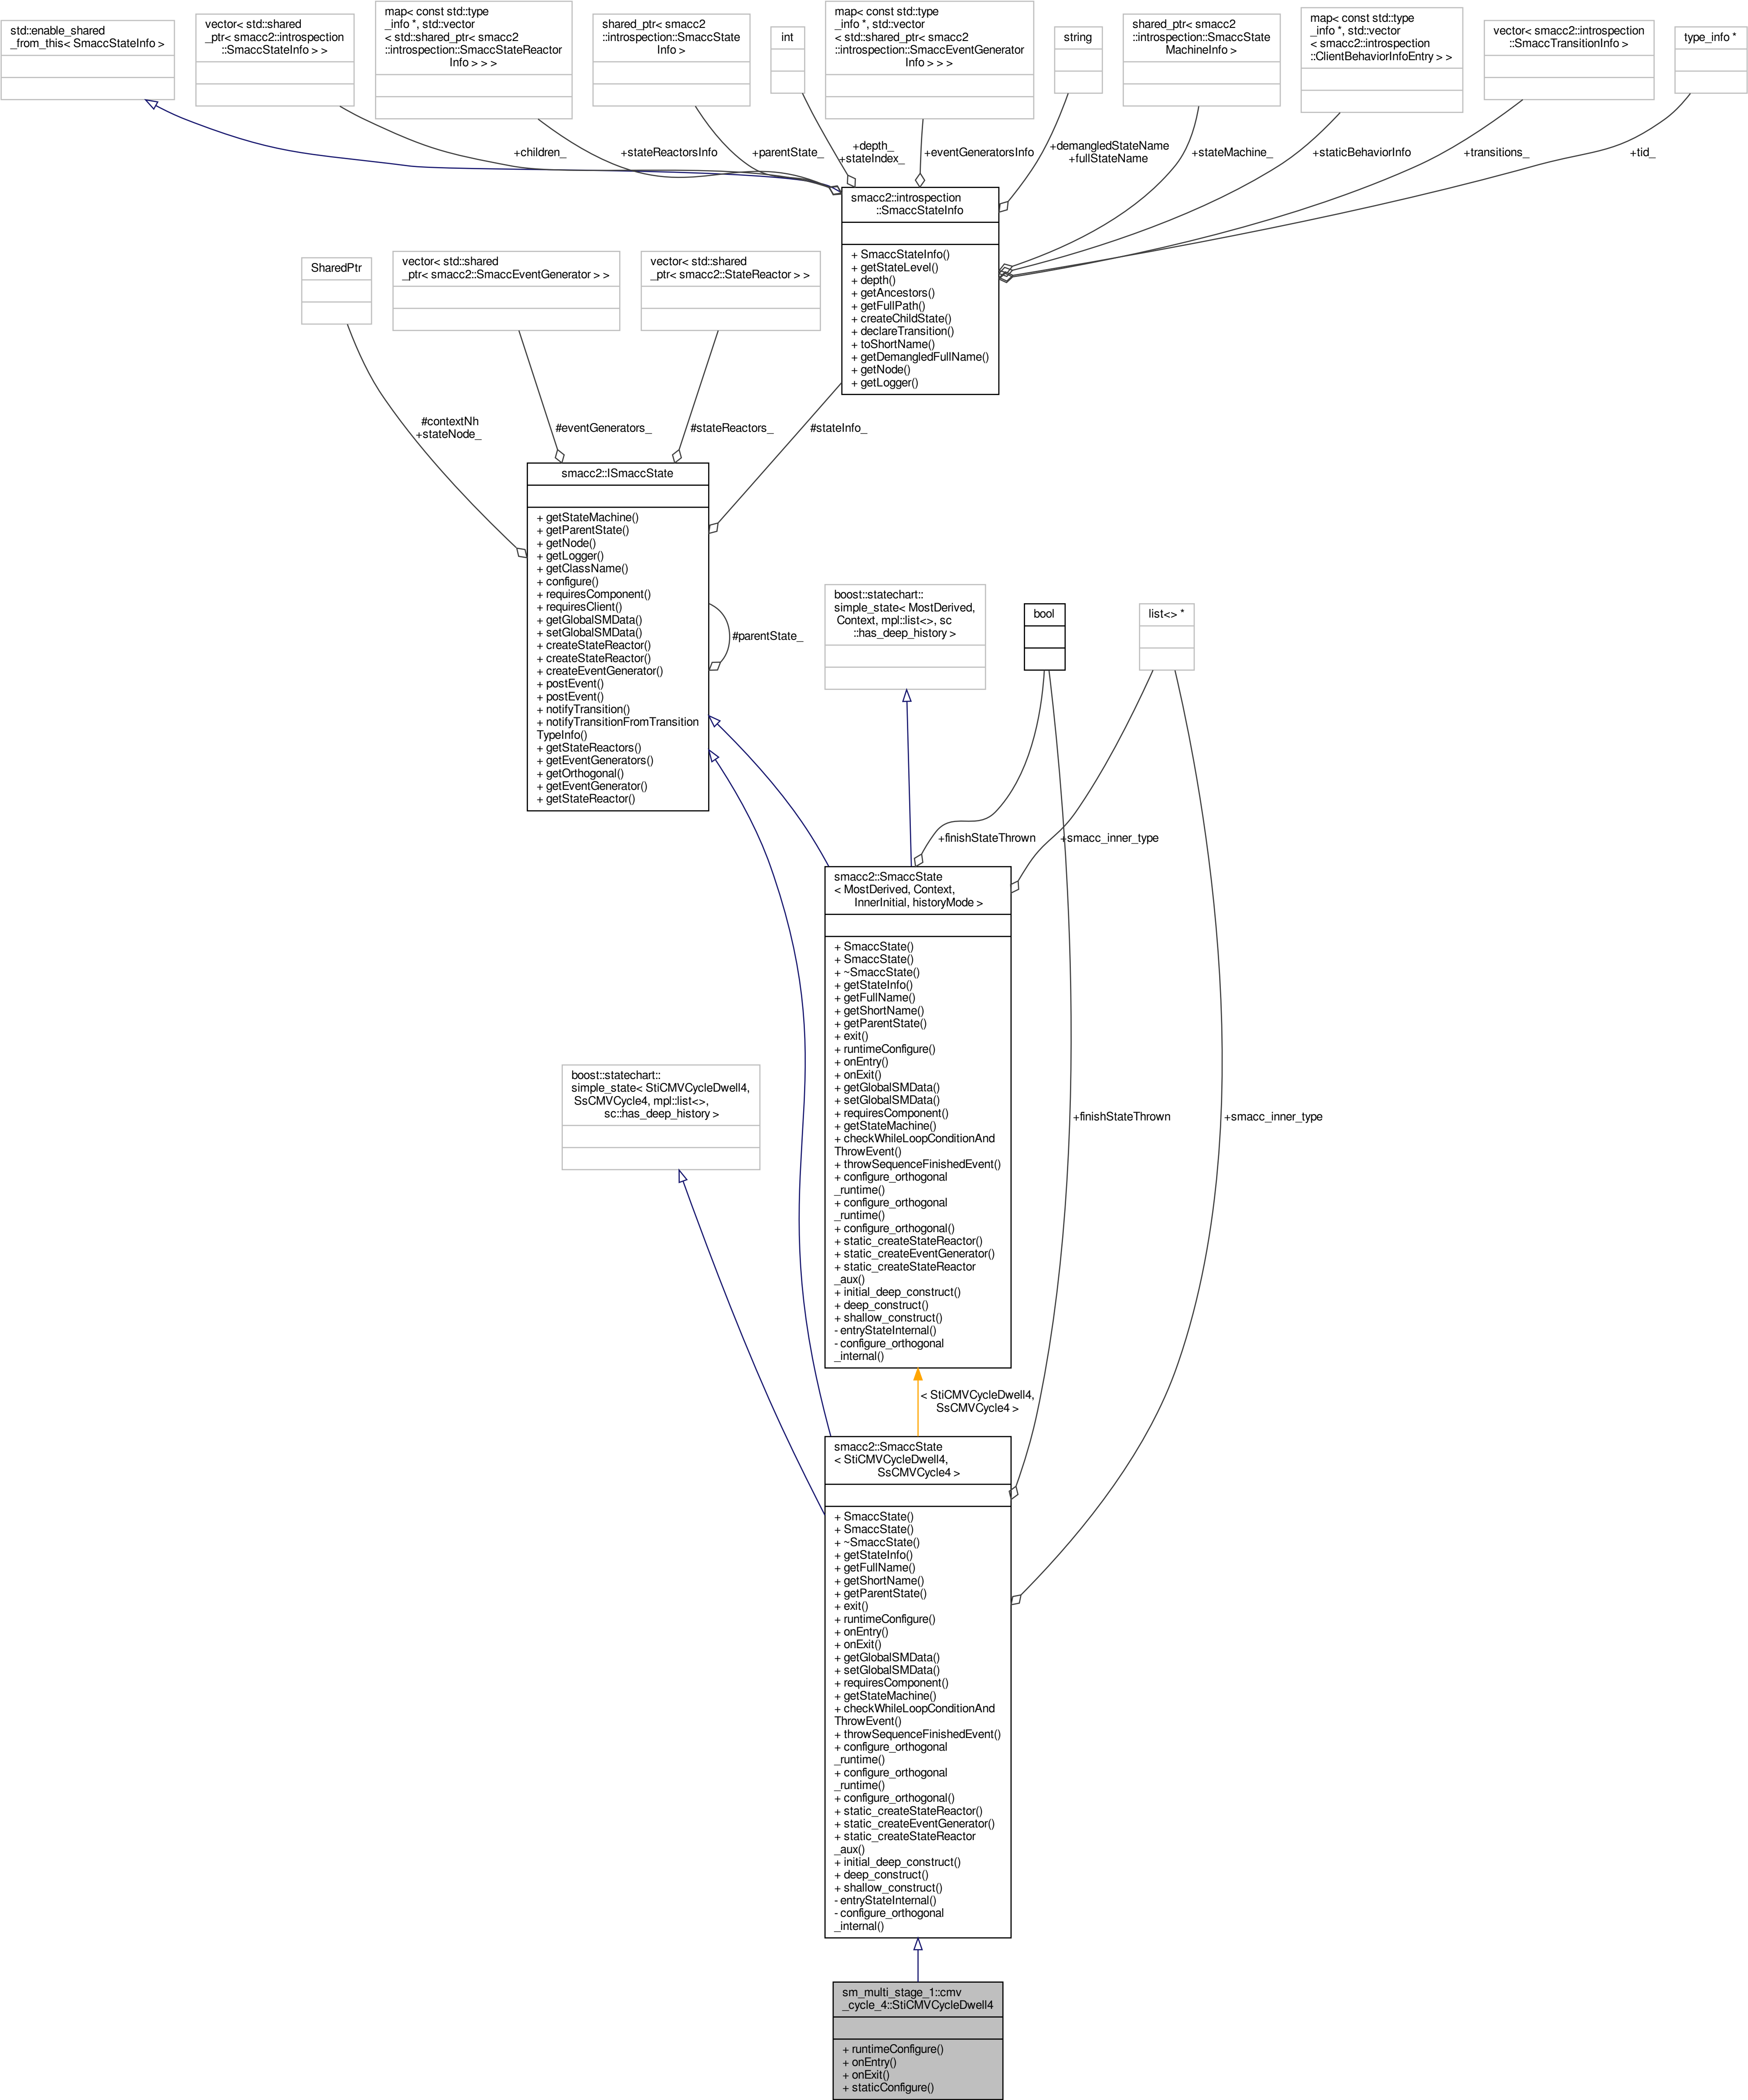 std::enable_shared
_from_this< SmaccStateInfo >
vector< std::shared
_ptr< smacc2::introspection
::SmaccStateInfo > >
map< const std::type
_info *, std::vector
< std::shared_ptr< smacc2
::introspection::SmaccStateReactor
Info > > >
shared_ptr< smacc2
::introspection::SmaccState
Info >
int
map< const std::type
_info *, std::vector
< std::shared_ptr< smacc2
::introspection::SmaccEventGenerator
Info > > >
string
shared_ptr< smacc2
::introspection::SmaccState
MachineInfo >
map< const std::type
_info *, std::vector
< smacc2::introspection
::ClientBehaviorInfoEntry > >
vector< smacc2::introspection
::SmaccTransitionInfo >
type_info *
+children_
+stateReactorsInfo
+parentState_
+depth_
+stateIndex_
+eventGeneratorsInfo
+demangledStateName
+fullStateName
+stateMachine_
+staticBehaviorInfo
+transitions_
+tid_
smacc2::introspection
::SmaccStateInfo
+ SmaccStateInfo()
+ getStateLevel()
+ depth()
+ getAncestors()
+ getFullPath()
+ createChildState()
+ declareTransition()
+ toShortName()
+ getDemangledFullName()
+ getNode()
+ getLogger()
SharedPtr
vector< std::shared
_ptr< smacc2::SmaccEventGenerator > >
vector< std::shared
_ptr< smacc2::StateReactor > >
#contextNh
+stateNode_
#eventGenerators_
#stateReactors_
#stateInfo_
smacc2::ISmaccState
+ getStateMachine()
+ getParentState()
+ getNode()
+ getLogger()
+ getClassName()
+ configure()
+ requiresComponent()
+ requiresClient()
+ getGlobalSMData()
+ setGlobalSMData()
+ createStateReactor()
+ createStateReactor()
+ createEventGenerator()
+ postEvent()
+ postEvent()
+ notifyTransition()
+ notifyTransitionFromTransition
TypeInfo()
+ getStateReactors()
+ getEventGenerators()
+ getOrthogonal()
+ getEventGenerator()
+ getStateReactor()
#parentState_
boost::statechart::
simple_state< MostDerived,
Context, mpl::list<>, sc
::has_deep_history >
bool
list<> *
+finishStateThrown
+smacc_inner_type
smacc2::SmaccState
< MostDerived, Context,
InnerInitial, historyMode >
+ SmaccState()
+ SmaccState()
+ ~SmaccState()
+ getStateInfo()
+ getFullName()
+ getShortName()
+ getParentState()
+ exit()
+ runtimeConfigure()
+ onEntry()
+ onExit()
+ getGlobalSMData()
+ setGlobalSMData()
+ requiresComponent()
+ getStateMachine()
+ checkWhileLoopConditionAnd
ThrowEvent()
+ throwSequenceFinishedEvent()
+ configure_orthogonal
_runtime()
+ configure_orthogonal
_runtime()
+ configure_orthogonal()
+ static_createStateReactor()
+ static_createEventGenerator()
+ static_createStateReactor
_aux()
+ initial_deep_construct()
+ deep_construct()
+ shallow_construct()
- entryStateInternal()
- configure_orthogonal
_internal()
boost::statechart::
simple_state< StiCMVCycleDwell4,
SsCMVCycle4, mpl::list<>,
sc::has_deep_history >
+finishStateThrown
+smacc_inner_type
< StiCMVCycleDwell4,
SsCMVCycle4 >
smacc2::SmaccState
< StiCMVCycleDwell4,
SsCMVCycle4 >
+ SmaccState()
+ SmaccState()
+ ~SmaccState()
+ getStateInfo()
+ getFullName()
+ getShortName()
+ getParentState()
+ exit()
+ runtimeConfigure()
+ onEntry()
+ onExit()
+ getGlobalSMData()
+ setGlobalSMData()
+ requiresComponent()
+ getStateMachine()
+ checkWhileLoopConditionAnd
ThrowEvent()
+ throwSequenceFinishedEvent()
+ configure_orthogonal
_runtime()
+ configure_orthogonal
_runtime()
+ configure_orthogonal()
+ static_createStateReactor()
+ static_createEventGenerator()
+ static_createStateReactor
_aux()
+ initial_deep_construct()
+ deep_construct()
+ shallow_construct()
- entryStateInternal()
- configure_orthogonal
_internal()
sm_multi_stage_1::cmv
_cycle_4::StiCMVCycleDwell4
+ runtimeConfigure()
+ onEntry()
+ onExit()
+ staticConfigure()